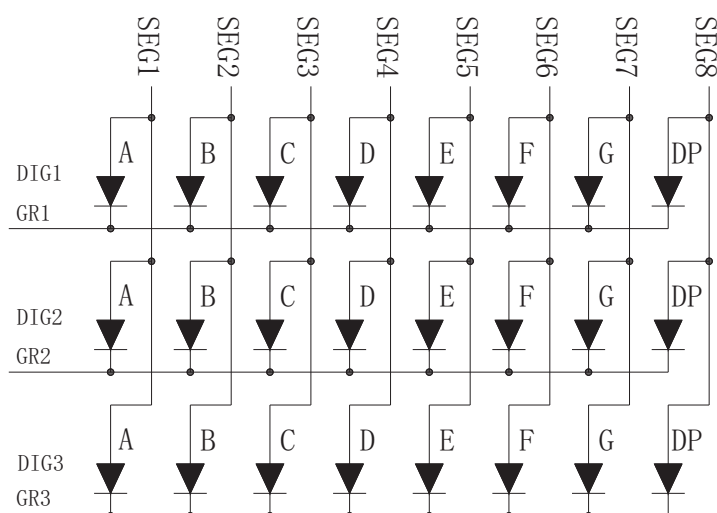 SEG1 SEG2 SEG3 SEG4 SEG5 SEG6 SEG7 SEG8
A B C D E F G DP
DIG1
GR1
A B C D E F G DP
DIG2
GR2
A B C D E F G DP
DIG3
GR3